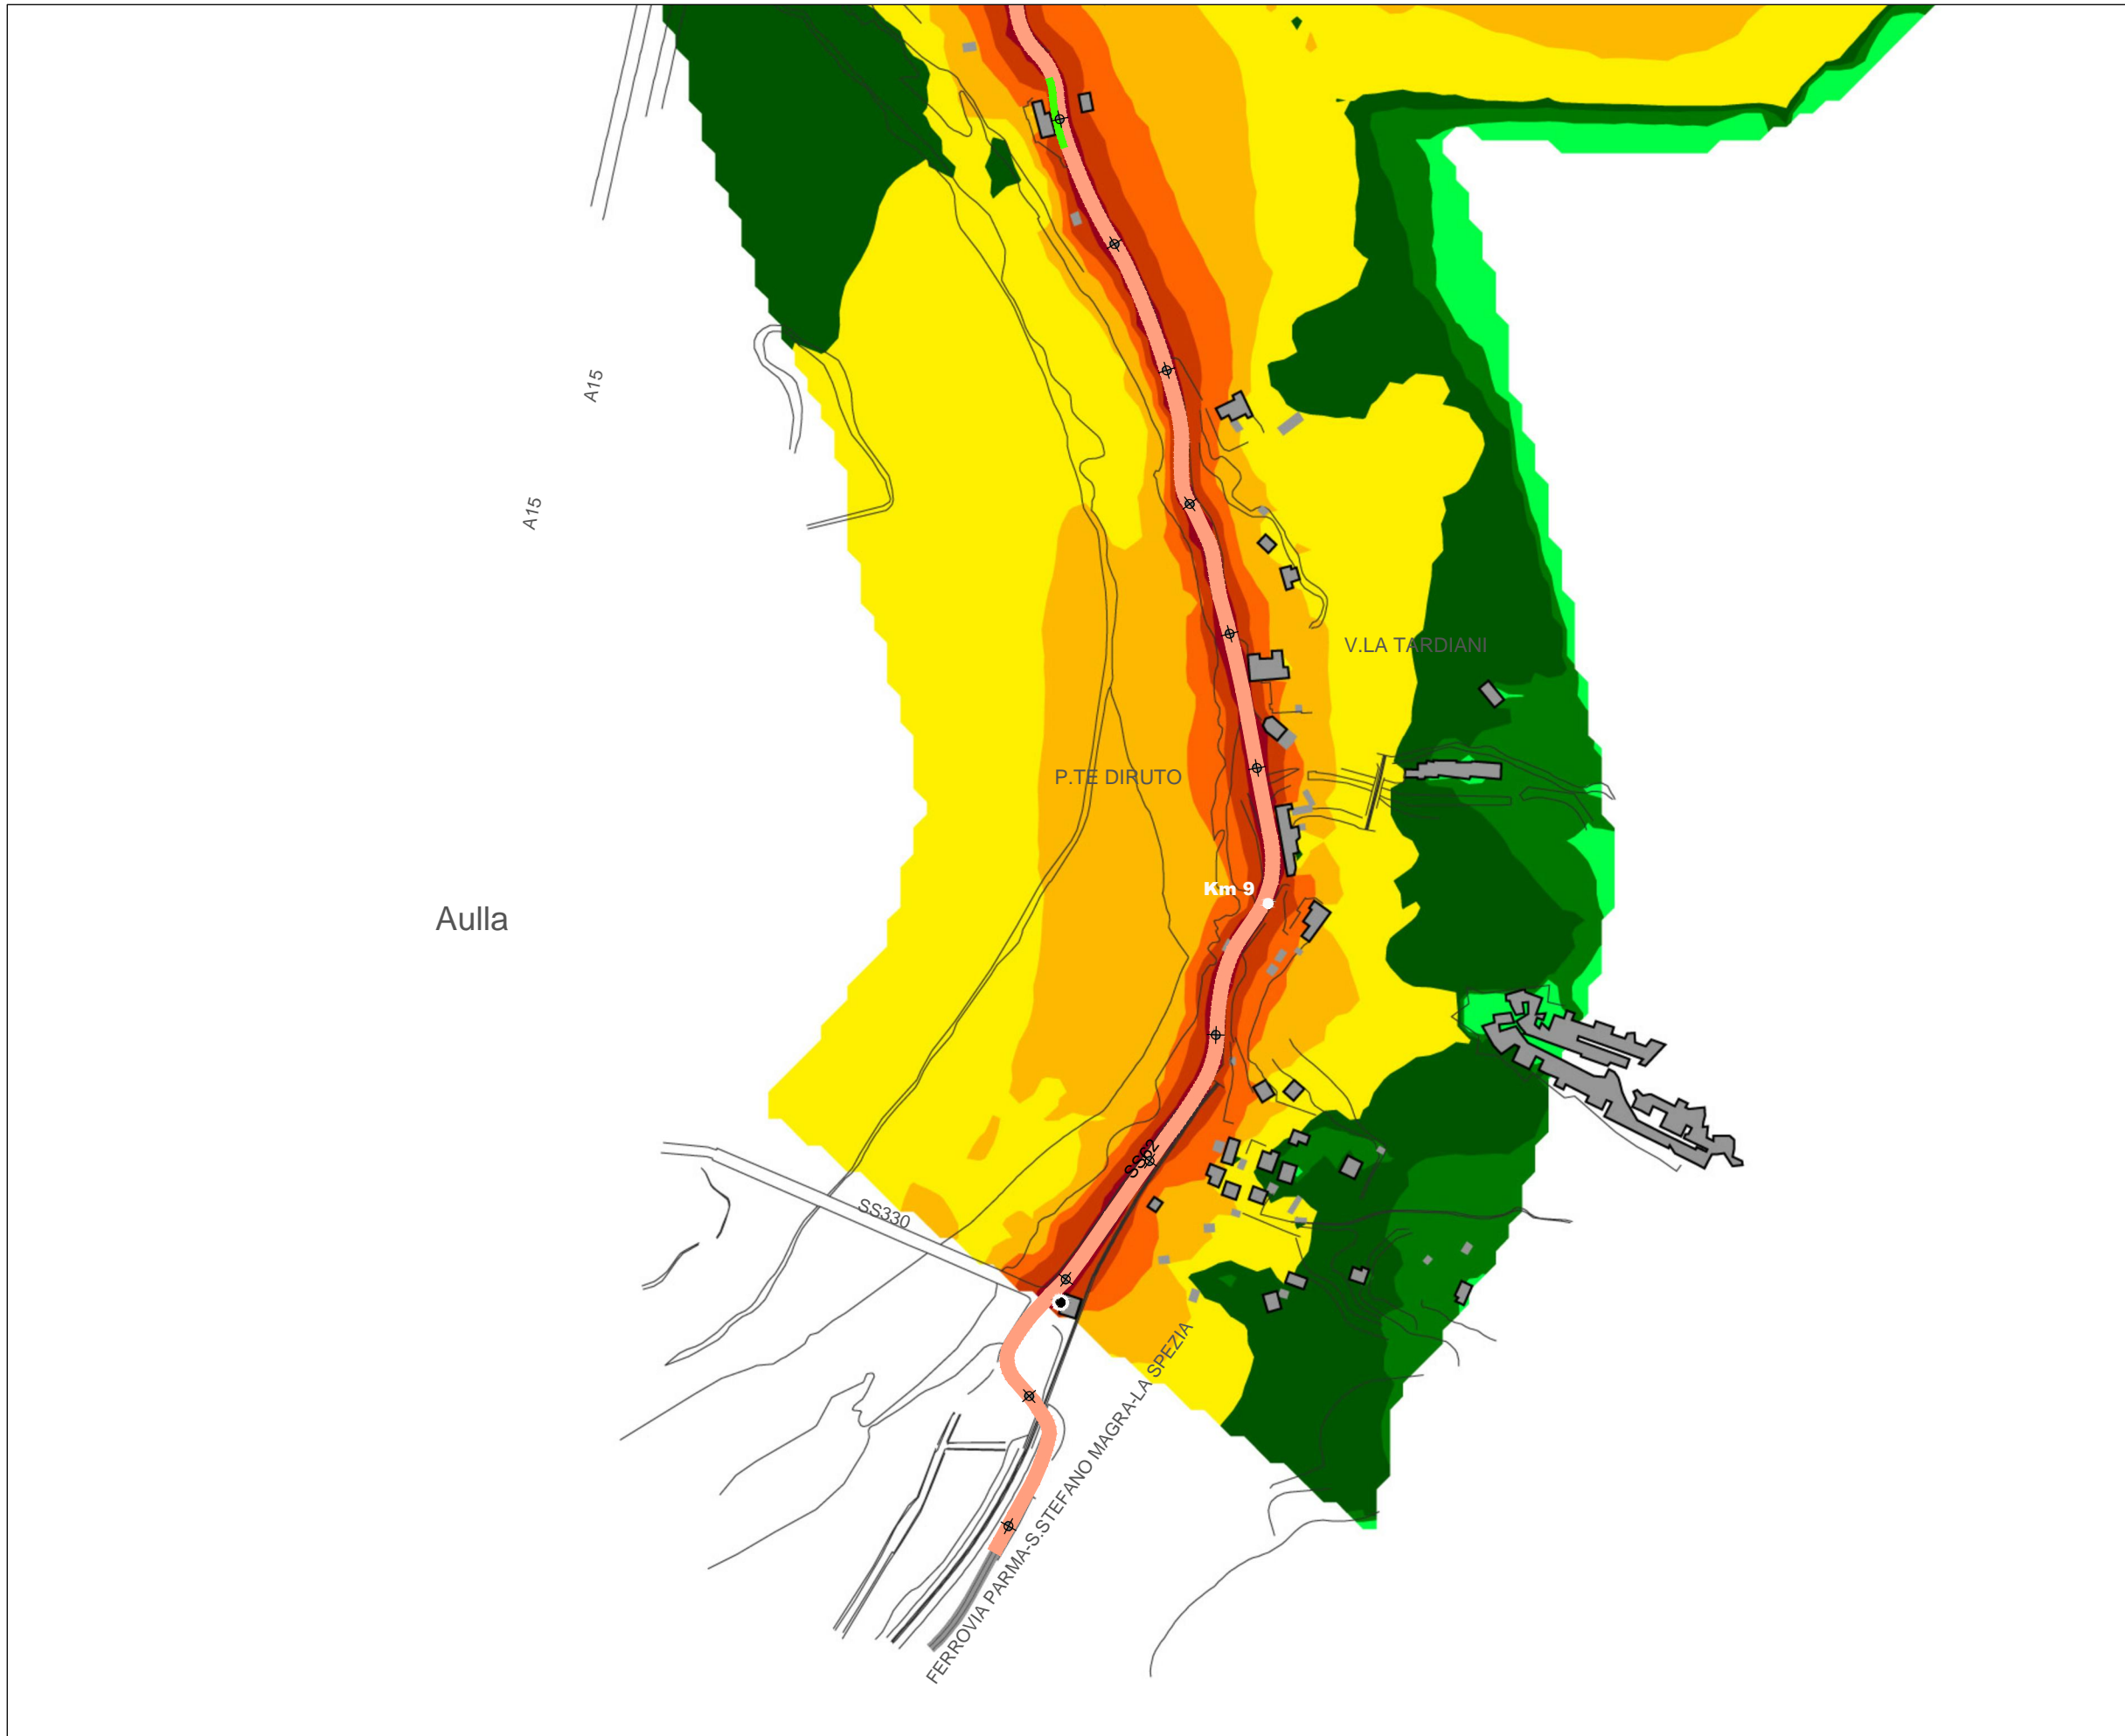 A15
A15
V.LA TARDIANI
P.TE DIRUTO
Km 9
Aulla
SS62
SS330
FERROVIA PARMA-S.STEFANO MAGRA-LA SPEZIA